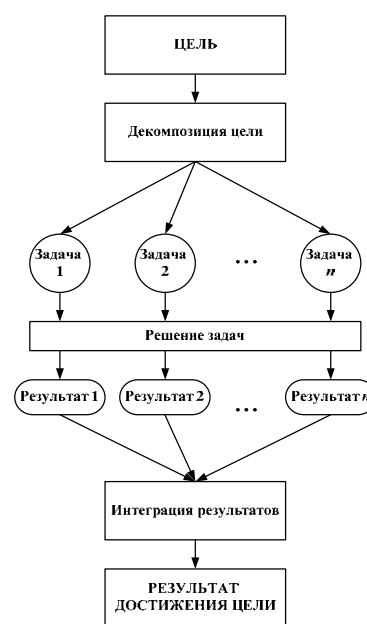 ЦЕЛЬ
Декомпозиция цели
Задача
1
Задача
2
...
Задача
n
Решение задач
Результат 1
Результат 2
...
Результат n
Интеграция результатов
РЕЗУЛЬТАТ
ДОСТИЖЕНИЯ ЦЕЛИ